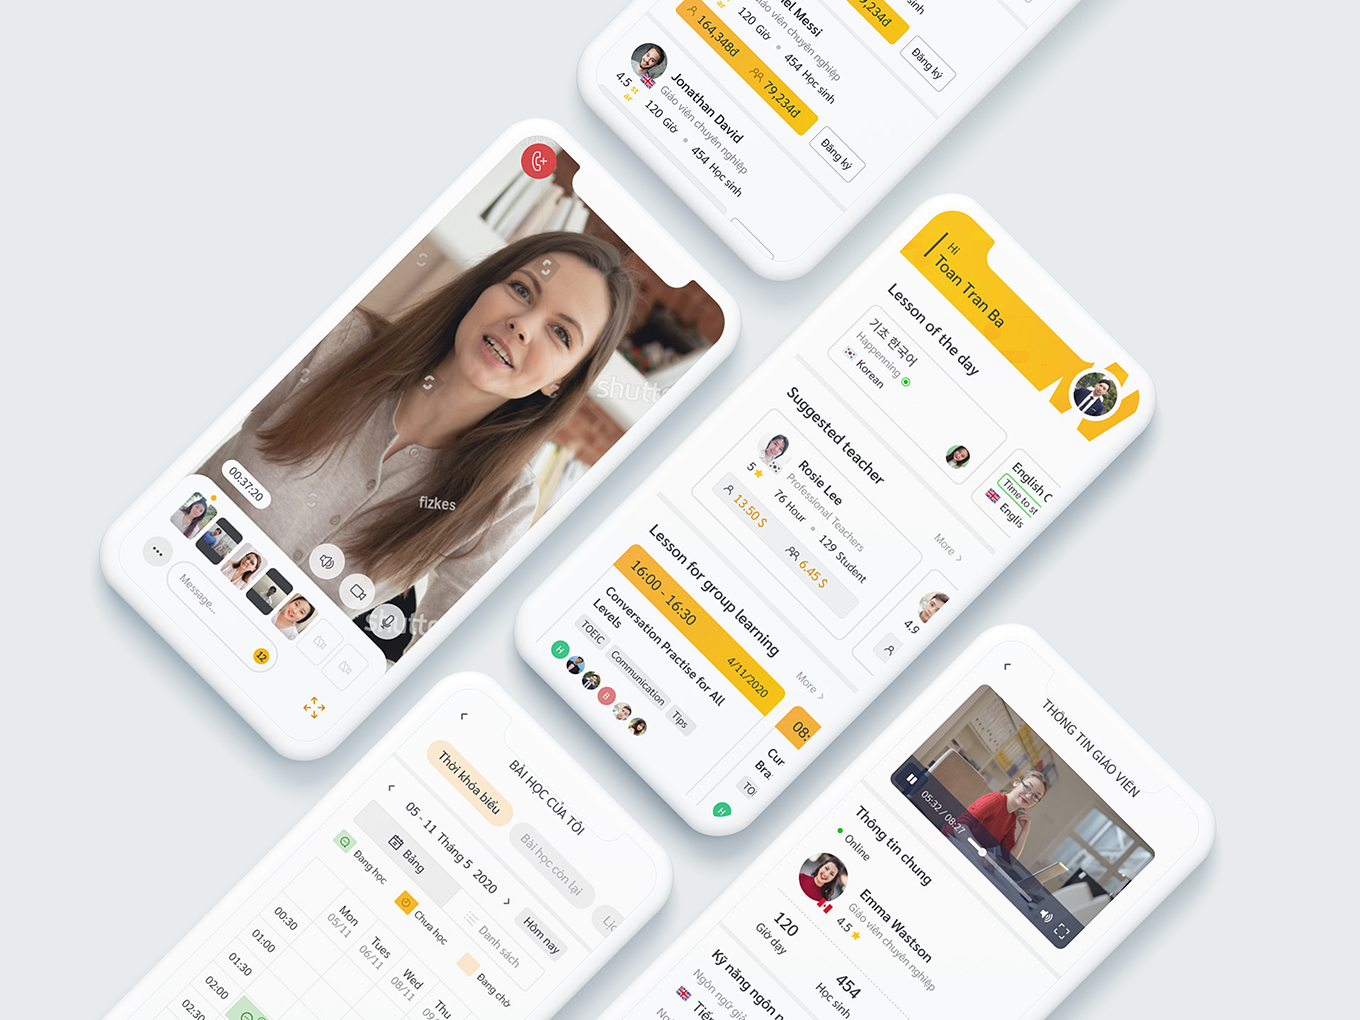 el Messi
Giáo viên chuyên nghiệp
120 Giờ
454 Học sinh
164,348đ
79,234đ
Đăng ký
sinh
9,234đ
Đăng ký
Jonathan David
Giáo viên chuyên nghiệp
4.5 st
ar
120 Giờ
454 Học sinh
00:37:20
Message...
12
shutte
fizkes
shutte
Hi
Toan Tran Ba
Lesson of the day
기초 한국어
Happenning
Korean
English C
Time to st
Englis
Suggested teacher
More
Rosie Lee
Professional Teachers
5
76 Hour
129 Student
13.50 $
6.45 $
4.9
Lesson for group learning
More
16:00 - 16:30
4/11/2020
Conversation Practise for All
Levels
TOEIC
Communication
Tips
H
B
08:
Cur
Bra
TO
H
BÀI HỌC CỦA TÔI
Thời khóa biểu
Bài học còn lại
Lịc
05 - 11 Tháng 5 2020
Hôm nay
Bảng
Danh sách
Đang học
Chưa học
Đang chờ
Mon
05/11
Tues
06/11
Wed
08/11
Thu
09
00:30
01:00
01:30
02:00
02:30
THÔNG TIN GIÁO VIÊN
05:32 / 08:27
Thông tin chung
Online
Emma Wastson
Giáo viên chuyên nghiệp
4.5
120
Giờ dạy
454
Học sinh
Kỹ năng ngôn n
Ngôn ngữ giả
Tiế